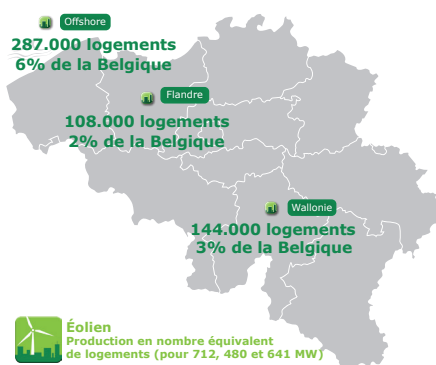 Offshore
287.000 logements
6% de la Belgique
Flandre
108.000 logements
2% de la Belgique
Wallonie
144.000 logements
3% de la Belgique
Éolien
Production en nombre équivalent
de logements (pour 712, 480 et 641 MW)